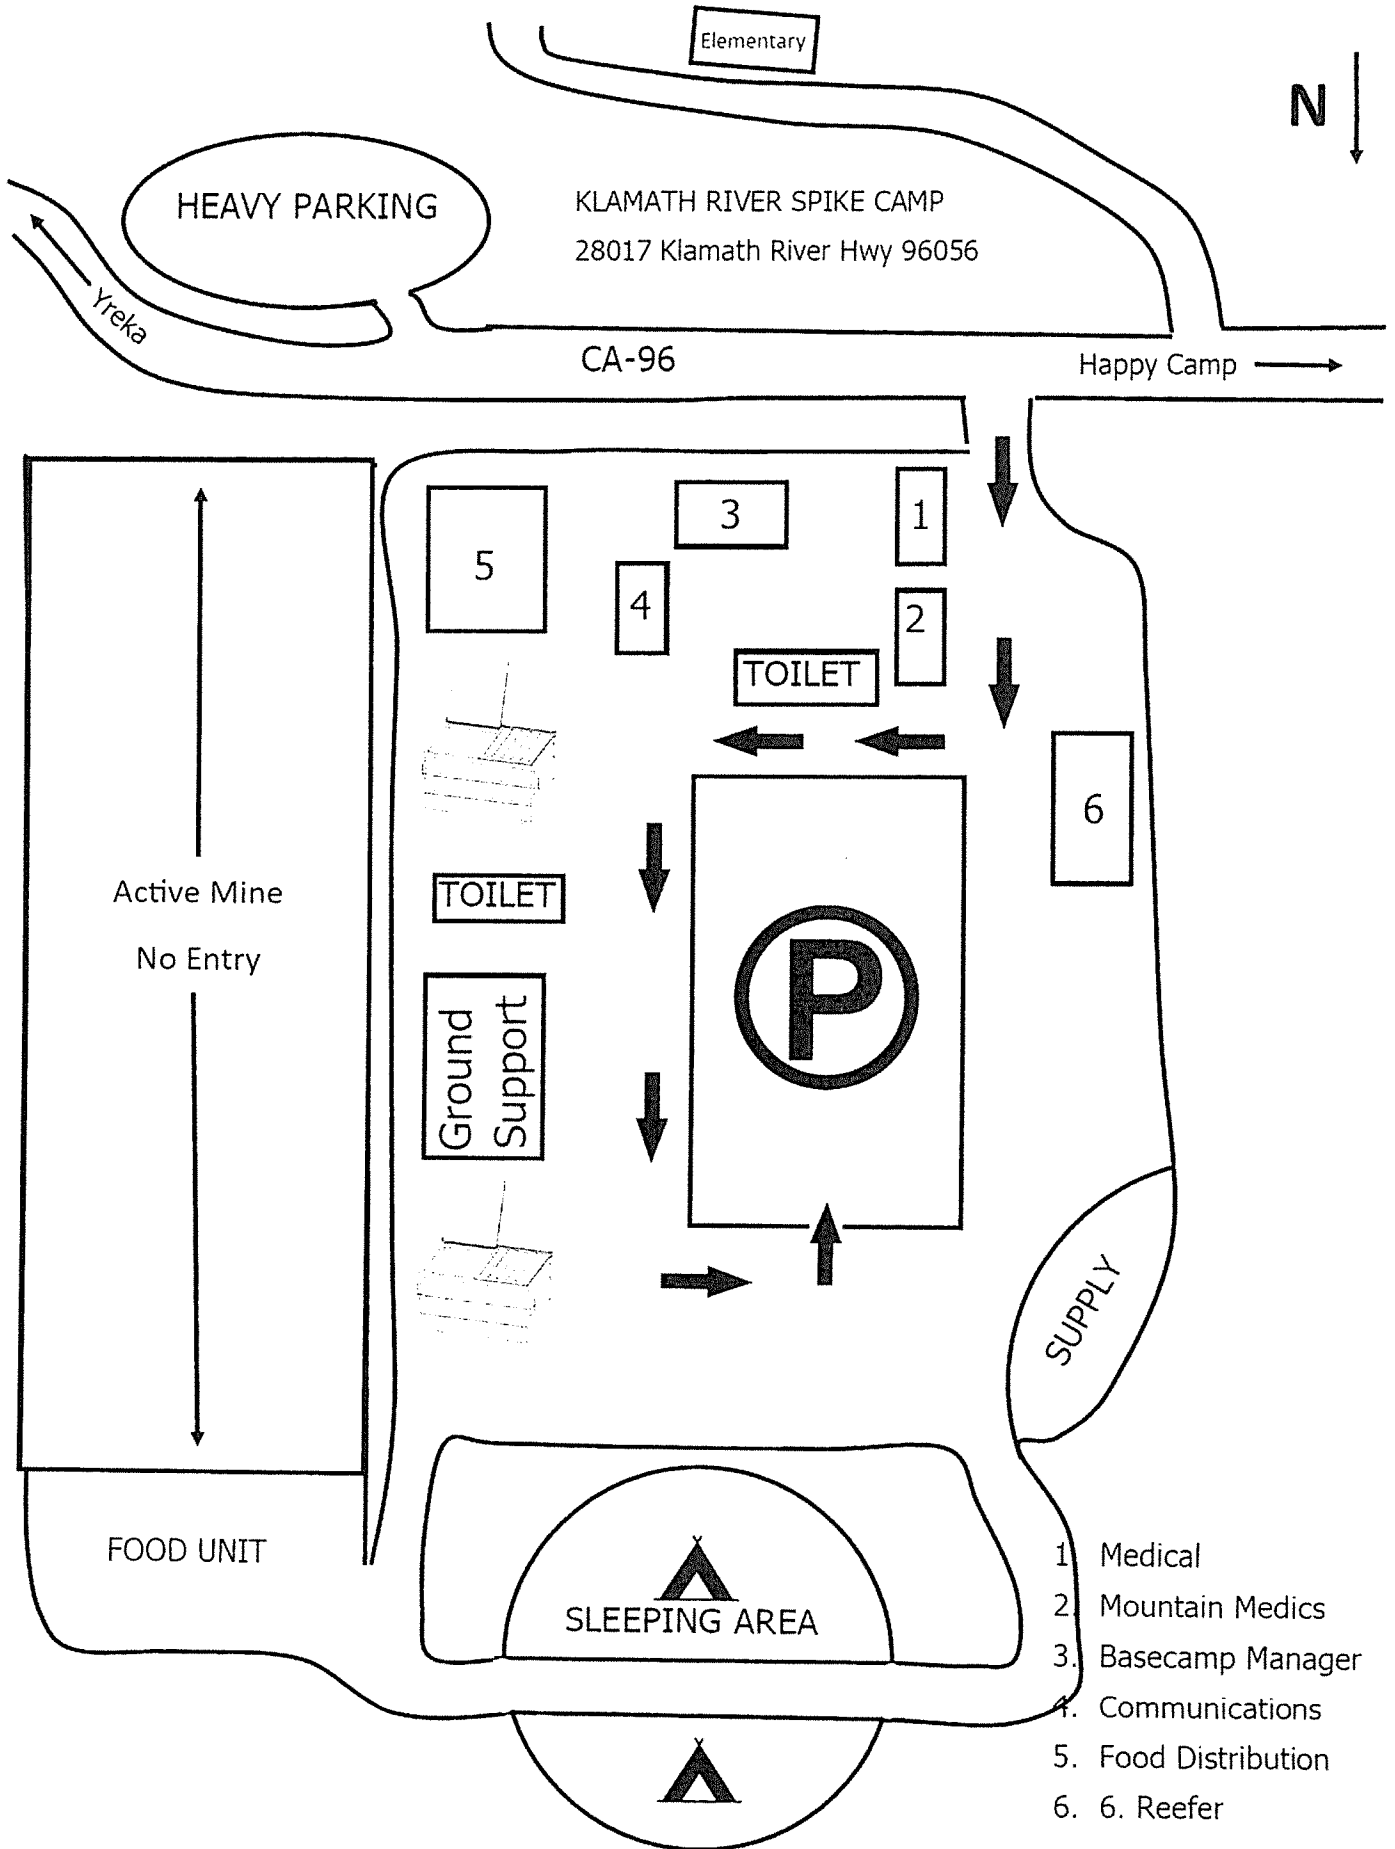 Elementary
N
HEAVY PARKING
KLAMATH RIVER SPIKE CAMP
28017 Klamath River Hwy 96056
Yreka
CA-96
Happy Camp
1
3
5
4
2
TOILET
6
Active Mine
No Entry
TOILET
P
Ground
Support
SUPPLY
FOOD UNIT
SLEEPING AREA
1. Medical
2. Mountain Medics
3. Basecamp Manager
4. Communications
5. Food Distribution
6. 6. Reefer